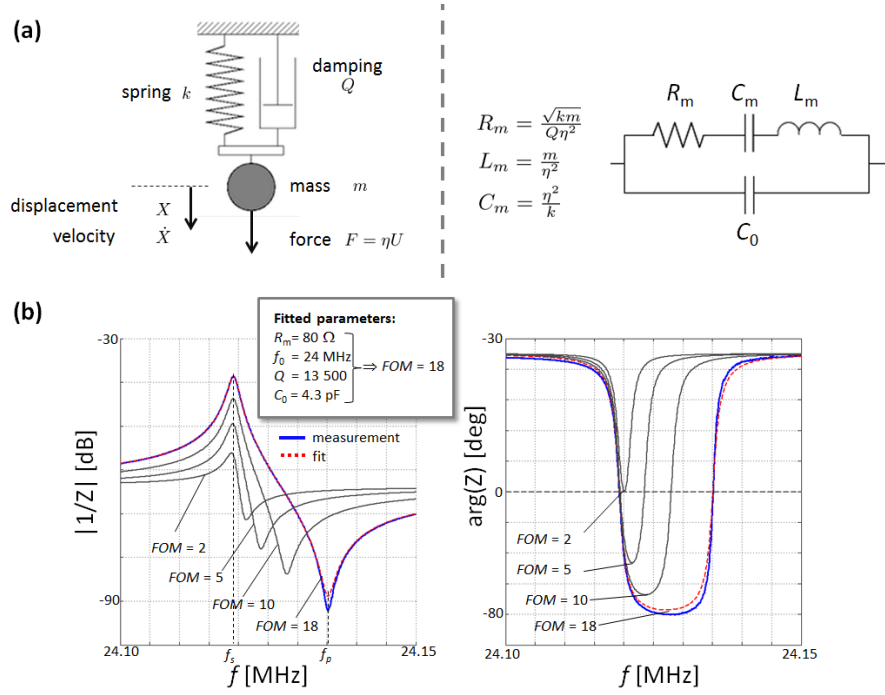 (a)
damping
Q
spring k
mass m
displacement X
velocity Ẋ
force F = ηU
R_m = √(km)/(Qη²)
L_m = m/η²
C_m = η²/k
R_m C_m L_m
C_0
(b)
Fitted parameters:
R_m = 80 Ω
f_0 = 24 MHz
Q = 13 500
C_0 = 4.3 pF
⇒ FOM = 18
measurement
fit
-30
|1/Z| [dB]
-90
FOM = 2
FOM = 5
FOM = 10
FOM = 18
24.10 f_s f_p 24.15
f [MHz]
-30
arg(Z) [deg]
0
-80
FOM = 2
FOM = 5
FOM = 10
FOM = 18
24.10 24.15
f [MHz]